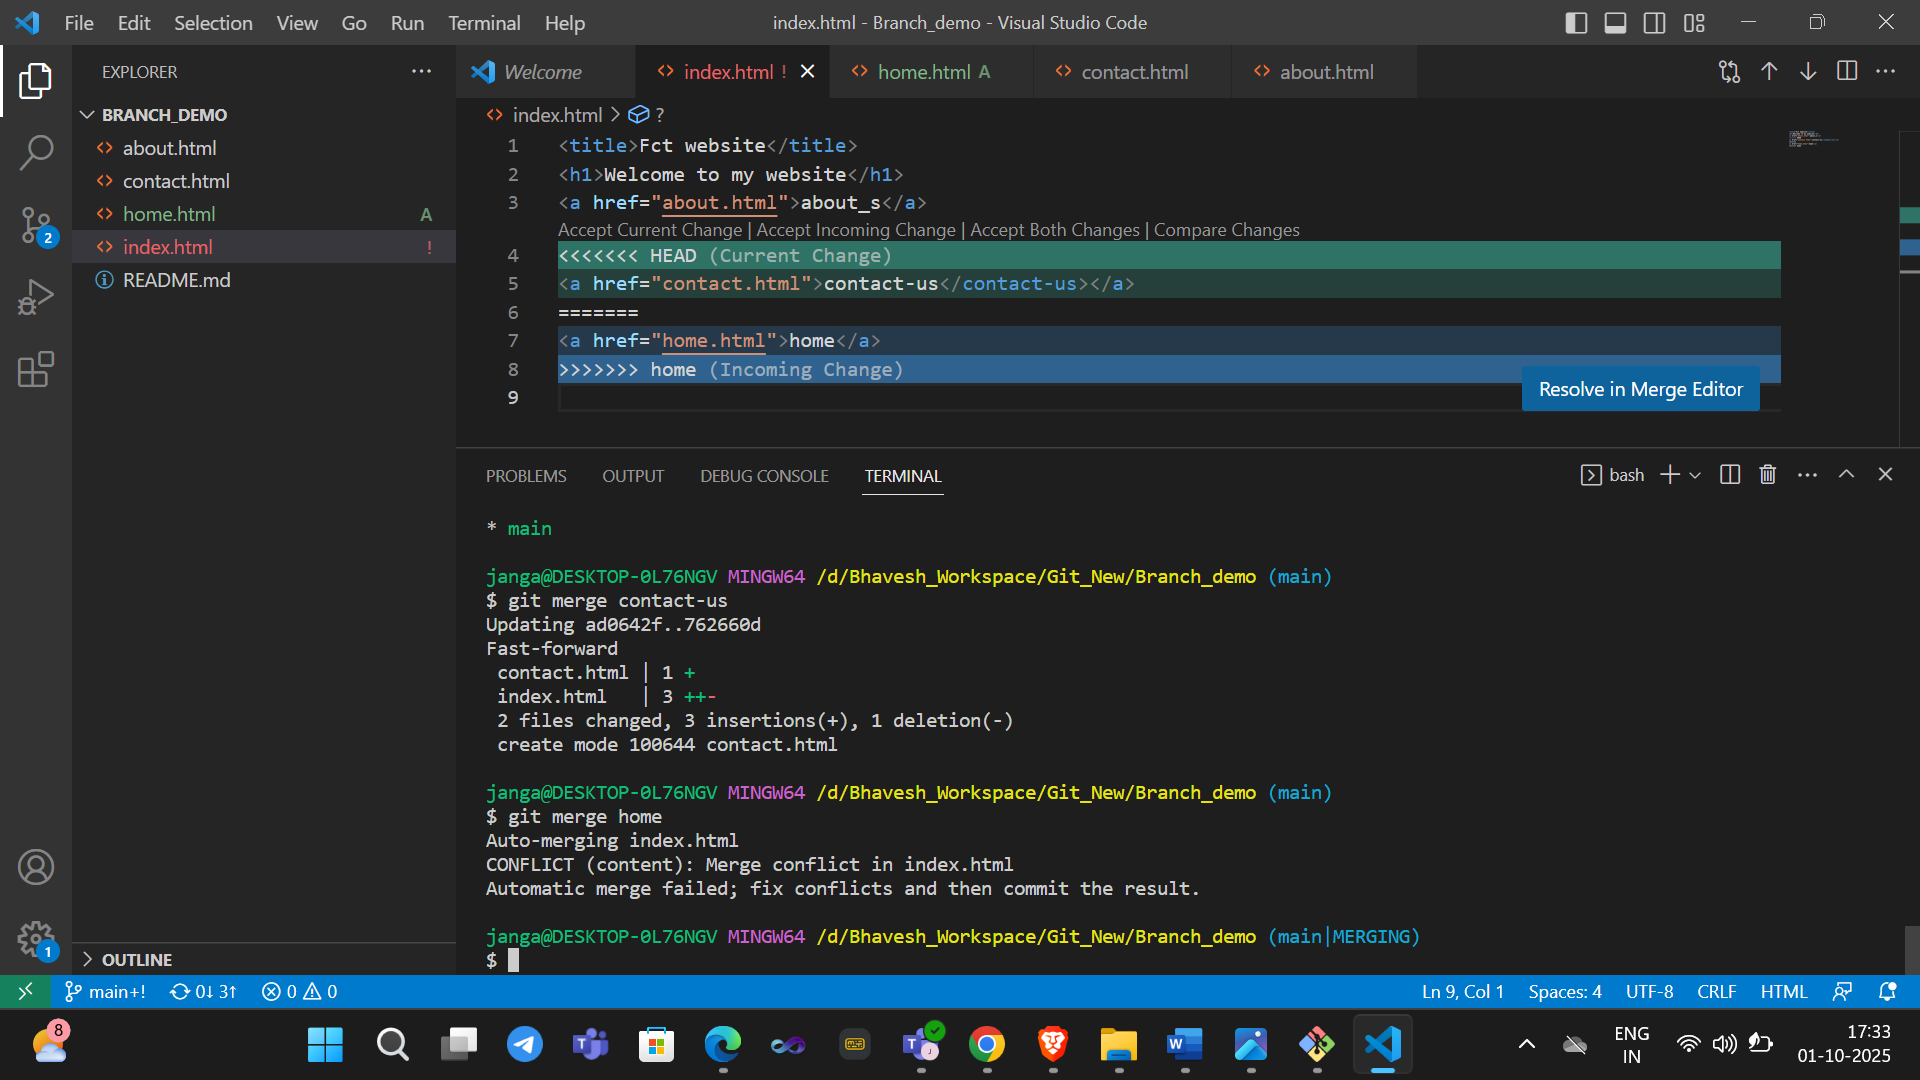 File Edit Selection View Go Run Terminal Help
index.html - Branch_demo - Visual Studio Code
EXPLORER
BRANCH_DEMO
about.html
contact.html
home.html A
index.html !
README.md
OUTLINE
2
1
Welcome
index.html !
home.html A
contact.html
about.html
index.html > ?
1 <title>Fct website</title>
2 <h1>Welcome to my website</h1>
3 <a href="about.html">about_s</a>
Accept Current Change | Accept Incoming Change | Accept Both Changes | Compare Changes
4 <<<<<<< HEAD (Current Change)
5 <a href="contact.html">contact-us</contact-us></a>
6 =======
7 <a href="home.html">home</a>
8 >>>>>>> home (Incoming Change)
9
Resolve in Merge Editor
PROBLEMS OUTPUT DEBUG CONSOLE TERMINAL
bash
* main
janga@DESKTOP-0L76NGV MINGW64 /d/Bhavesh_Workspace/Git_New/Branch_demo (main)
$ git merge contact-us
Updating ad0642f..762660d
Fast-forward
contact.html | 1 +
index.html | 3 ++-
2 files changed, 3 insertions(+), 1 deletion(-)
create mode 100644 contact.html
janga@DESKTOP-0L76NGV MINGW64 /d/Bhavesh_Workspace/Git_New/Branch_demo (main)
$ git merge home
Auto-merging index.html
CONFLICT (content): Merge conflict in index.html
Automatic merge failed; fix conflicts and then commit the result.
janga@DESKTOP-0L76NGV MINGW64 /d/Bhavesh_Workspace/Git_New/Branch_demo (main|MERGING)
$
main+! 0↓ 3↑ 0 0
Ln 9, Col 1 Spaces: 4 UTF-8 CRLF HTML
8
ENG
IN
17:33
01-10-2025